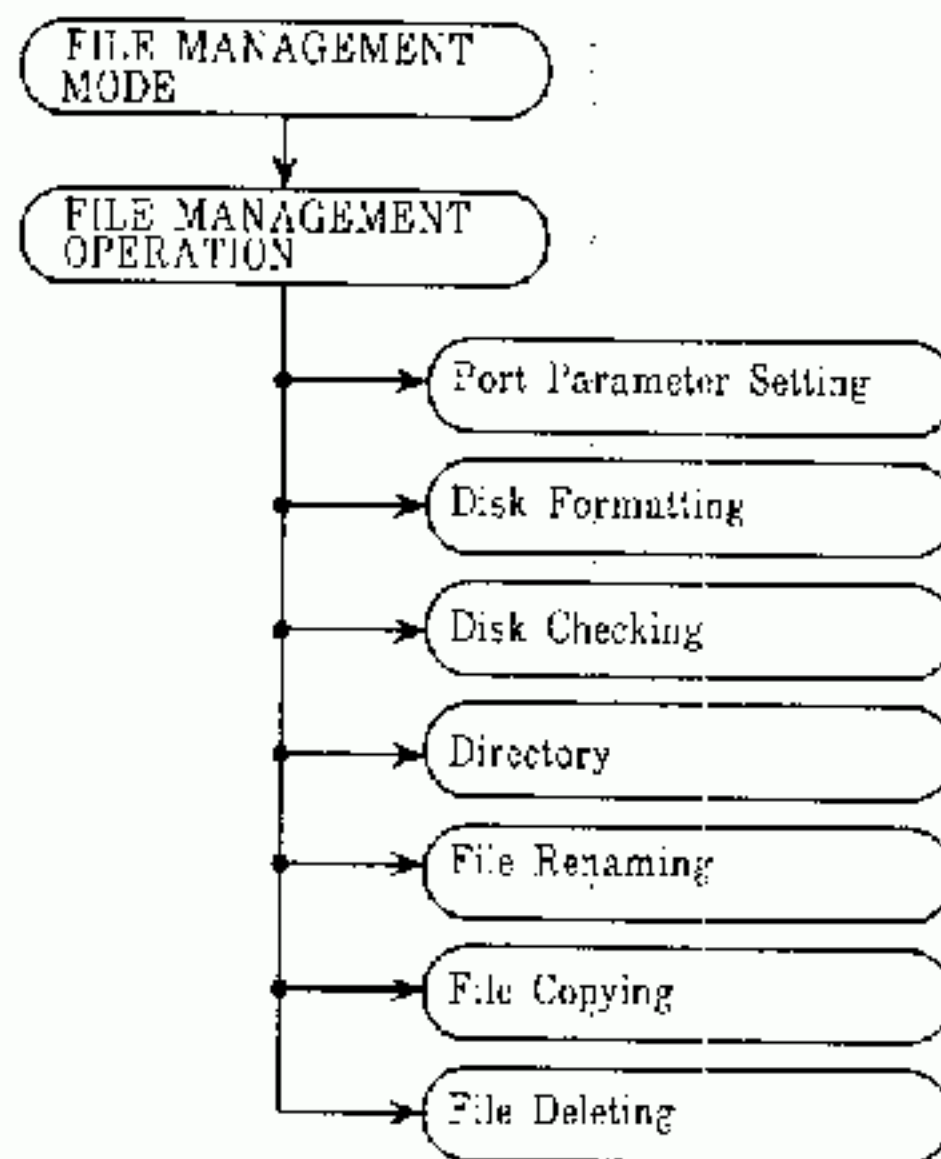 FILE MANAGEMENT
MODE
FILE MANAGEMENT
OPERATION
Port Parameter Setting
Disk Formatting
Disk Checking
Directory
File Renaming
File Copying
File Deleting